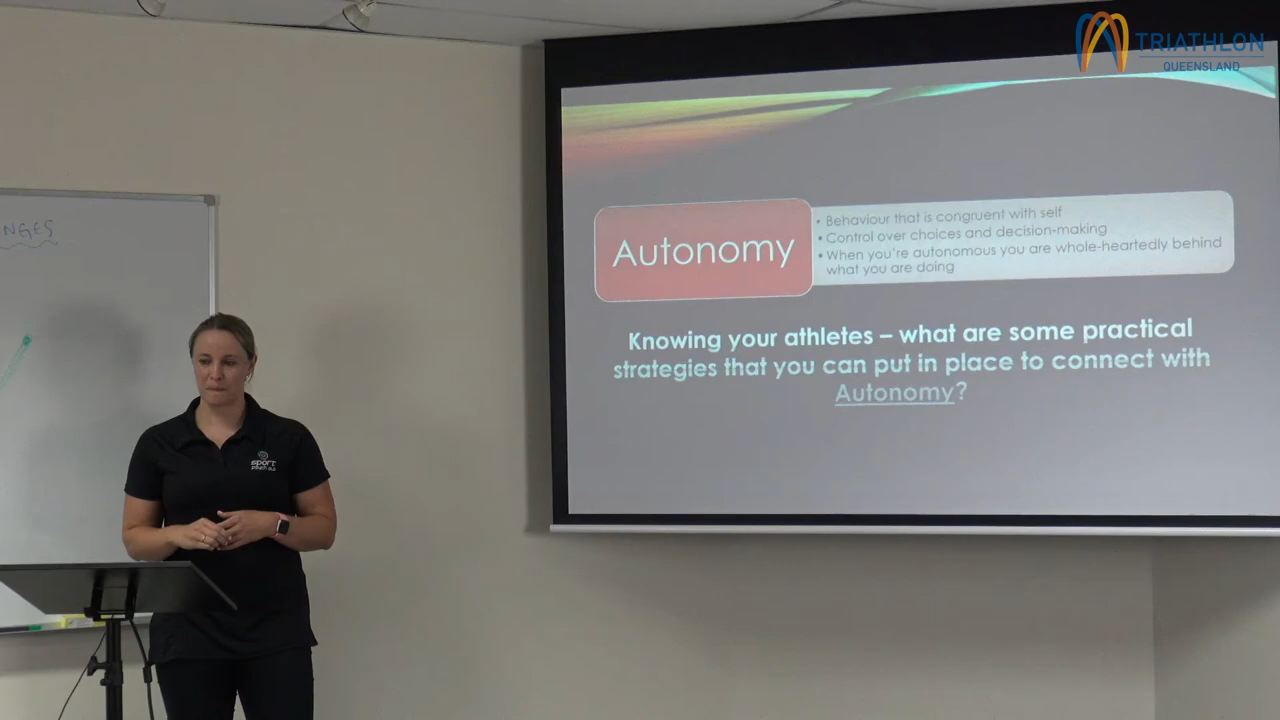 TRIATHLON
QUEENSLAND
NGES
Autonomy
• Behaviour that is congruent with self
• Control over choices and decision-making
• When you're autonomous you are whole-heartedly behind
what you are doing
Knowing your athletes – what are some practical
strategies that you can put in place to connect with
Autonomy?
sport